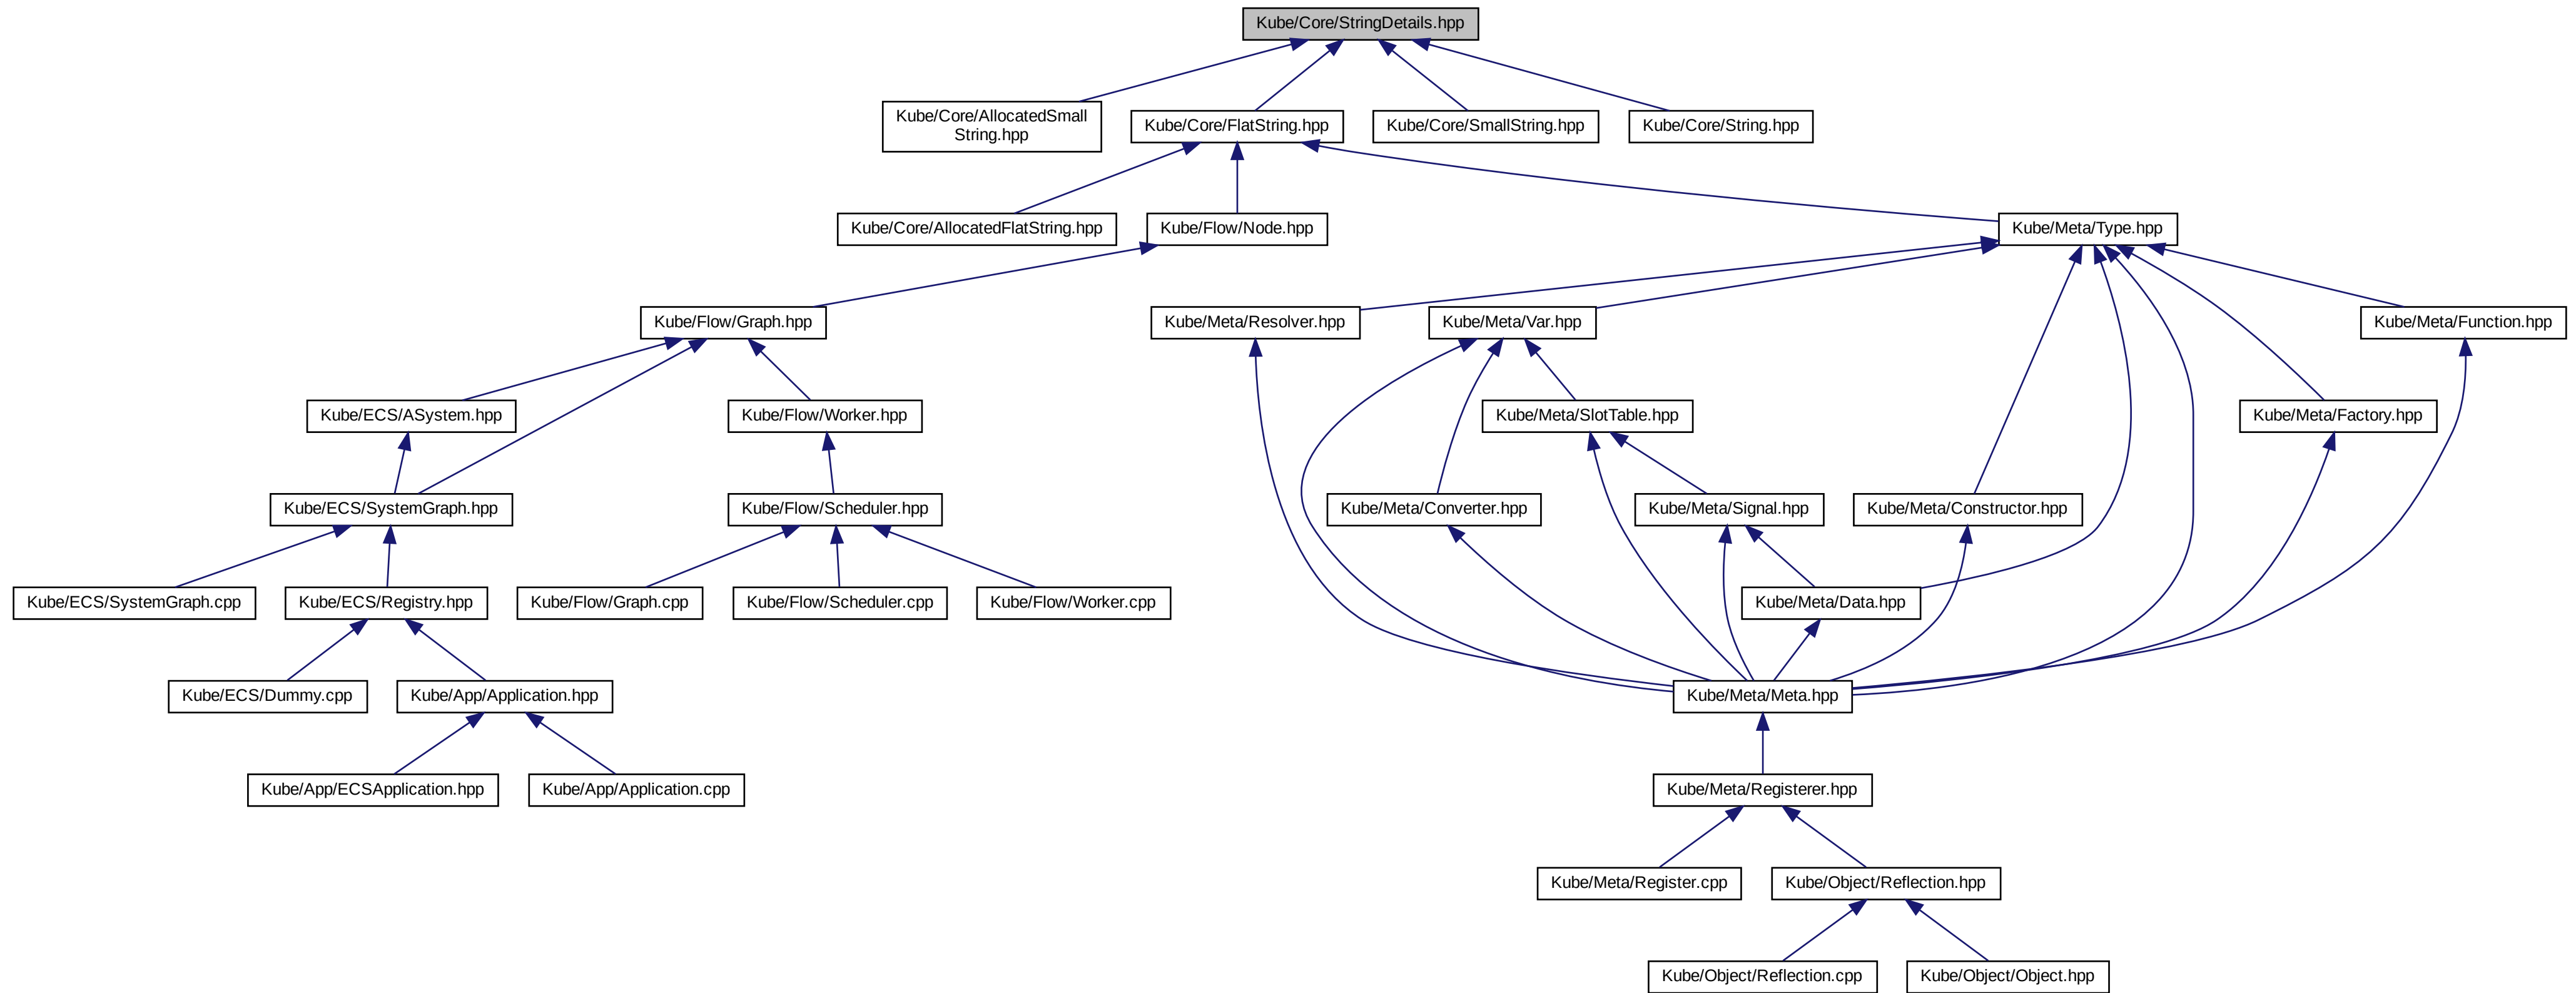 Kube/Core/StringDetails.hpp
Kube/Core/AllocatedSmall
String.hpp
Kube/Core/FlatString.hpp
Kube/Core/SmallString.hpp
Kube/Core/String.hpp
Kube/Core/AllocatedFlatString.hpp
Kube/Flow/Node.hpp
Kube/Meta/Type.hpp
Kube/Flow/Graph.hpp
Kube/Meta/Resolver.hpp
Kube/Meta/Var.hpp
Kube/Meta/Function.hpp
Kube/ECS/ASystem.hpp
Kube/Flow/Worker.hpp
Kube/Meta/SlotTable.hpp
Kube/Meta/Factory.hpp
Kube/ECS/SystemGraph.hpp
Kube/Flow/Scheduler.hpp
Kube/Meta/Converter.hpp
Kube/Meta/Signal.hpp
Kube/Meta/Constructor.hpp
Kube/ECS/SystemGraph.cpp
Kube/ECS/Registry.hpp
Kube/Flow/Graph.cpp
Kube/Flow/Scheduler.cpp
Kube/Flow/Worker.cpp
Kube/Meta/Data.hpp
Kube/ECS/Dummy.cpp
Kube/App/Application.hpp
Kube/Meta/Meta.hpp
Kube/App/ECSApplication.hpp
Kube/App/Application.cpp
Kube/Meta/Registerer.hpp
Kube/Meta/Register.cpp
Kube/Object/Reflection.hpp
Kube/Object/Reflection.cpp
Kube/Object/Object.hpp